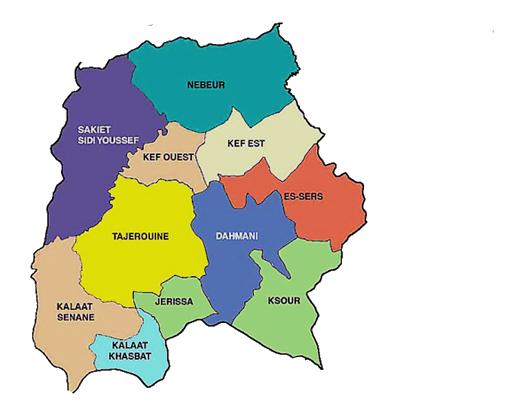 NEBEUR
SAKIET
SIDI YOUSSEF
KEF EST
KEF OUEST
ES-SERS
TAJEROUINE
DAHMANI
JERISSA
KSOUR
KALAAT
SENANE
KALAAT
KHASBAT